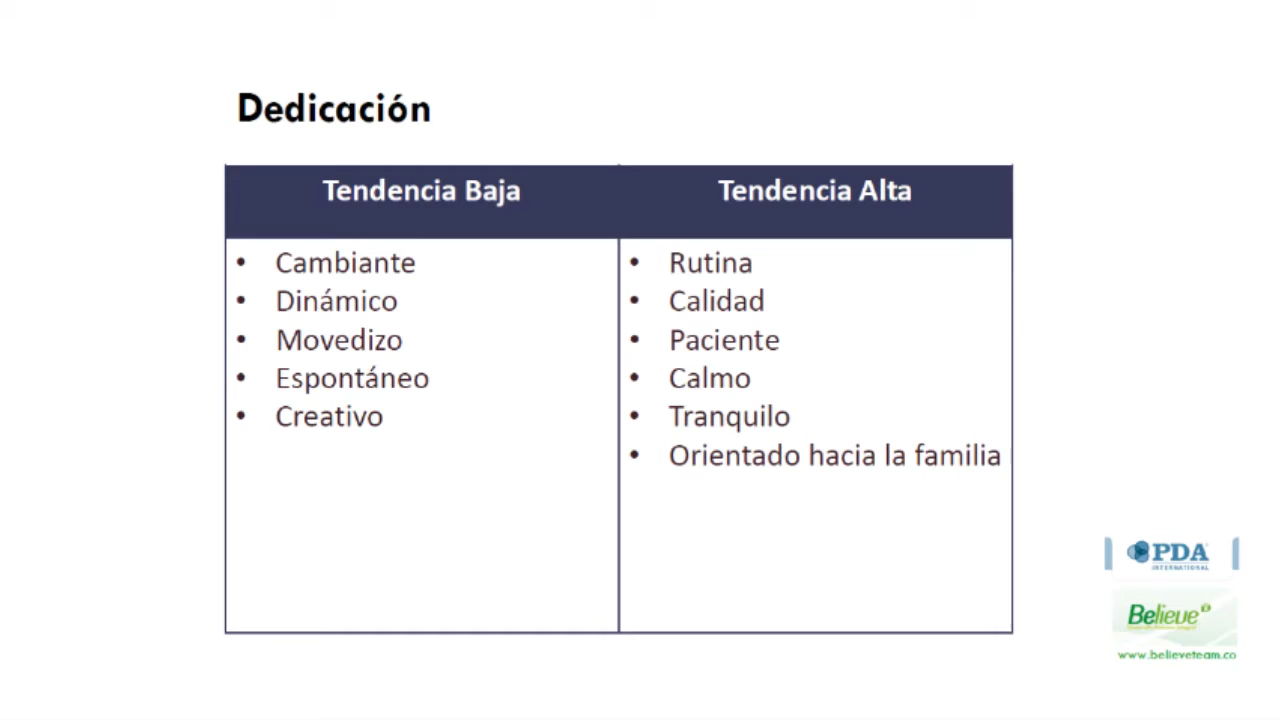 Dedicación
Tendencia Baja
Tendencia Alta
• Cambiante
• Dinámico
• Movedizo
• Espontáneo
• Creativo
• Rutina
• Calidad
• Paciente
• Calmo
• Tranquilo
• Orientado hacia la familia
PDA
INTERNATIONAL
Believe
www.believeteam.co